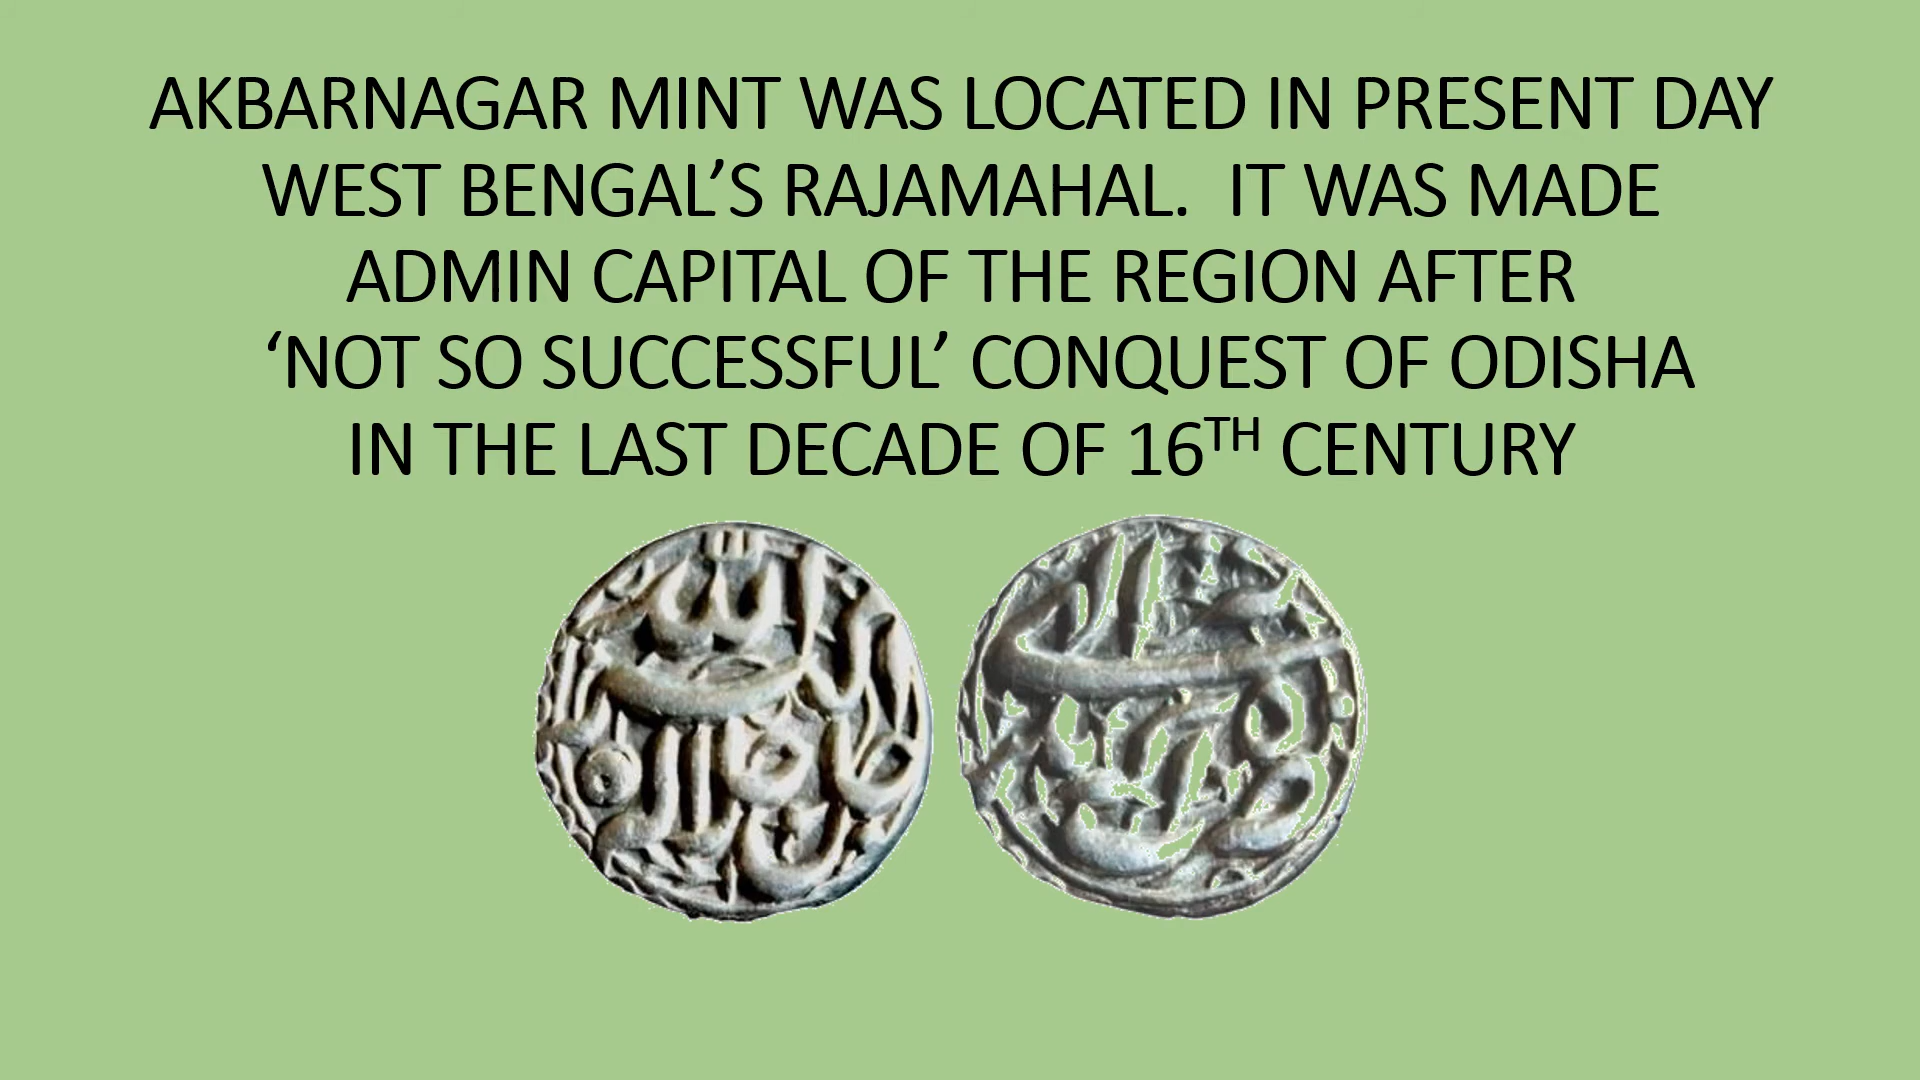 AKBARNAGAR MINT WAS LOCATED IN PRESENT DAY
WEST BENGAL’S RAJAMAHAL.  IT WAS MADE
ADMIN CAPITAL OF THE REGION AFTER
‘NOT SO SUCCESSFUL’ CONQUEST OF ODISHA
IN THE LAST DECADE OF 16TH CENTURY